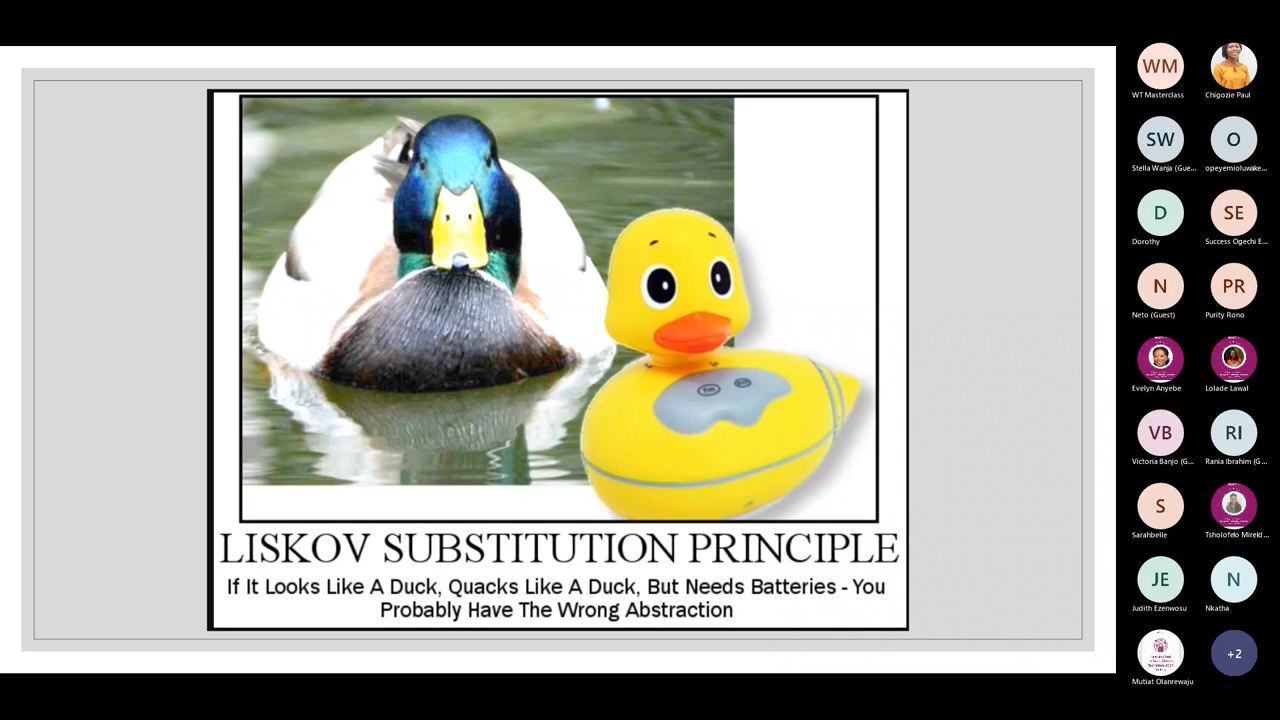 LISKOV SUBSTITUTION PRINCIPLE
If It Looks Like A Duck, Quacks Like A Duck, But Needs Batteries - You
Probably Have The Wrong Abstraction
WM
WT Masterclass
Chigozie Paul
SW
Stella Wanja (Gue...
O
opeyemioluwake...
D
Dorothy
SE
Success Ogechi E...
N
Neto (Guest)
PR
Purity Rono
Evelyn Anyebe
Lolade Lawal
VB
Victoria Banjo (G...
RI
Rania Ibrahim (G...
S
Sarahbelle
Tsholofelo Mireld...
JE
Judith Ezenwosu
N
Nkatha
Mutiat Olanrewaju
+2